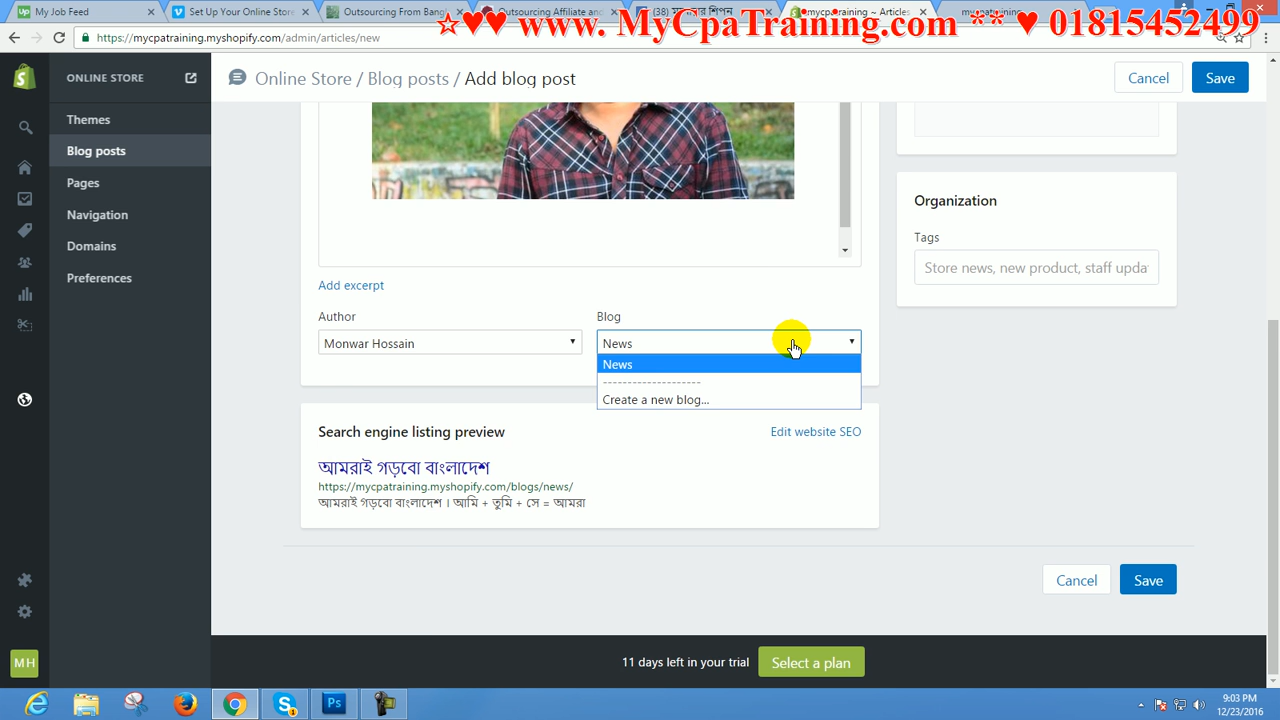 My Job Feed
Set Up Your Online Store
Outsourcing From Bangl
Outsourcing Affiliate and
mycpatraining ~ Articles
mycpatraining
☆♥♥ www. MyCpaTraining.com ** ♥ 01815452499
https://mycpatraining.myshopify.com/admin/articles/new
ONLINE STORE
Online Store / Blog posts / Add blog post
Cancel
Save
Themes
Blog posts
Pages
Navigation
Domains
Preferences
Organization
Tags
Store news, new product, staff upda
Add excerpt
Author
Blog
Monwar Hossain
News
News
--------------------
Create a new blog...
Search engine listing preview
Edit website SEO
আমরাই গড়বো বাংলাদেশ
https://mycpatraining.myshopify.com/blogs/news/
আমরাই গড়বো বাংলাদেশ । আমি + তুমি + সে = আমরা
Cancel
Save
MH
11 days left in your trial
Select a plan
9:03 PM
12/23/2016